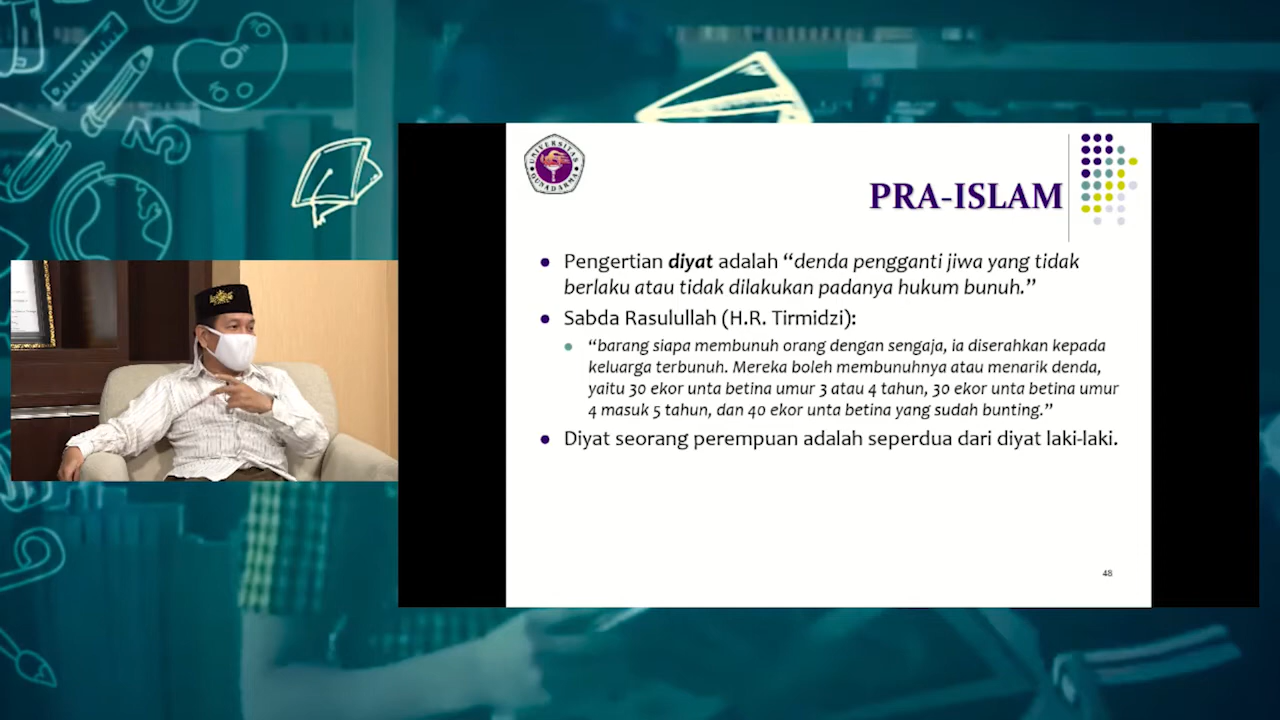 UNIVERSITAS
GUNADARMA
PRA-ISLAM
Pengertian diyat adalah “denda pengganti jiwa yang tidak
berlaku atau tidak dilakukan padanya hukum bunuh.”
Sabda Rasulullah (H.R. Tirmidzi):
“barang siapa membunuh orang dengan sengaja, ia diserahkan kepada
keluarga terbunuh. Mereka boleh membunuhnya atau menarik denda,
yaitu 30 ekor unta betina umur 3 atau 4 tahun, 30 ekor unta betina umur
4 masuk 5 tahun, dan 40 ekor unta betina yang sudah bunting.”
Diyat seorang perempuan adalah seperdua dari diyat laki-laki.
48